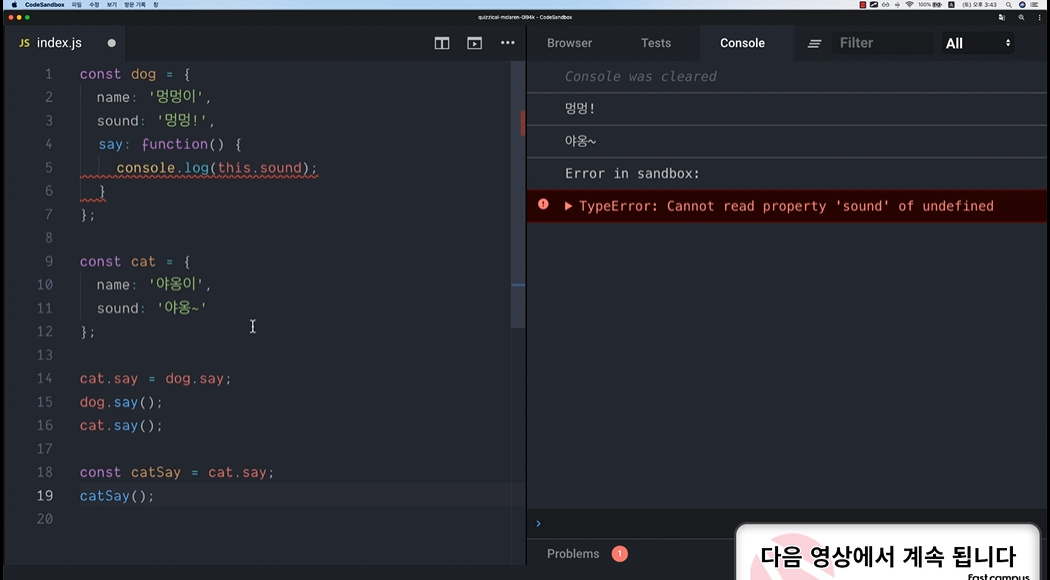 CodeSandbox 파일 수정 보기 방문 기록 창
100% (토) 오후 3:43
quizzical-mclaren-0l94k - CodeSandbox
JS index.js
Browser Tests Console Filter All
1 const dog = {
2 name: '멍멍이',
3 sound: '멍멍!',
4 say: function() {
5 console.log(this.sound);
6 }
7 };
8
9 const cat = {
10 name: '야옹이',
11 sound: '야옹~'
12 };
13
14 cat.say = dog.say;
15 dog.say();
16 cat.say();
17
18 const catSay = cat.say;
19 catSay();
20
Console was cleared
멍멍!
야옹~
Error in sandbox:
▶ TypeError: Cannot read property 'sound' of undefined
›
Problems 1
다음 영상에서 계속 됩니다
Fast campus